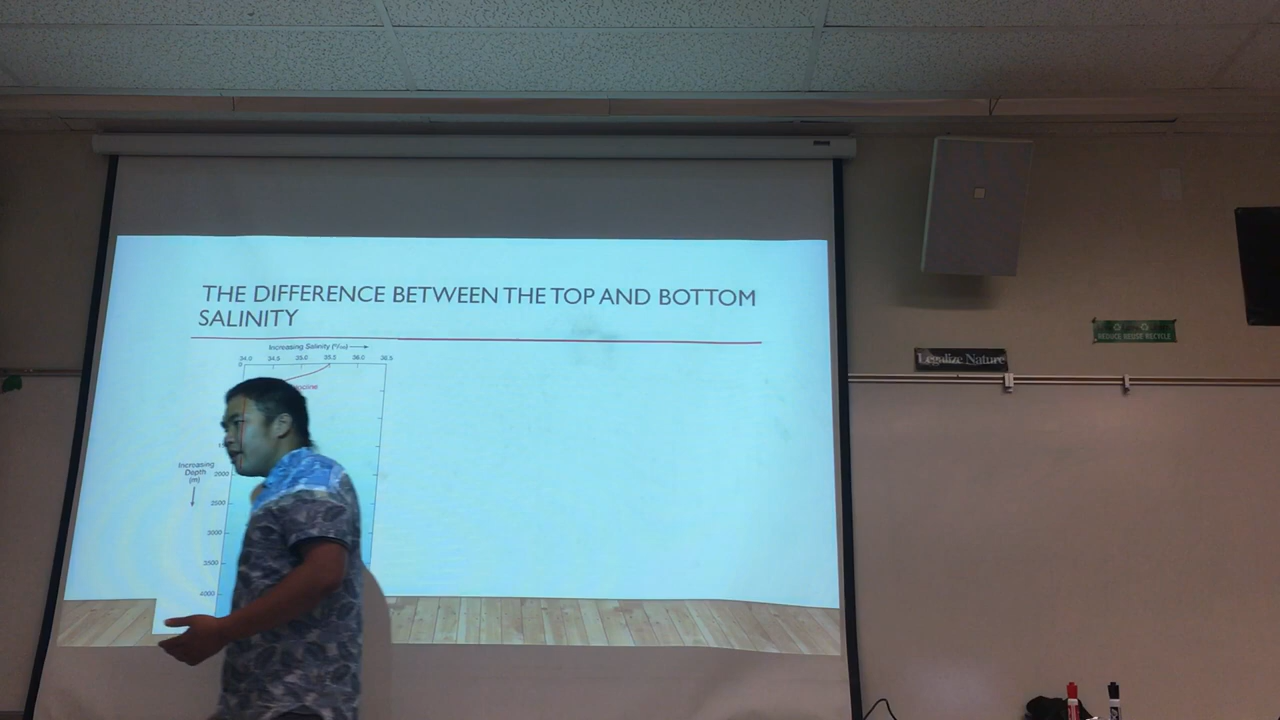 THE DIFFERENCE BETWEEN THE TOP AND BOTTOM
SALINITY
Increasing Salinity (‰) →
34.0 34.5 35.0 35.5 36.0 36.5
0
Increasing
Depth
(m)
2000
2500
3000
3500
4000
Legalize Nature
REDUCE REUSE RECYCLE